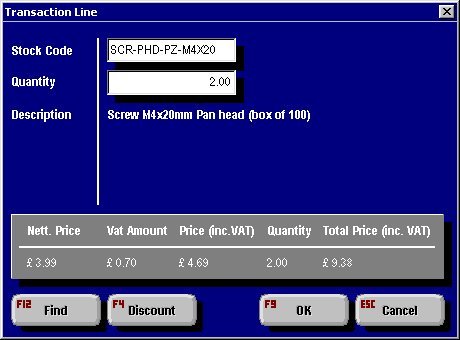 Transaction Line
Stock Code SCR-PHD-PZ-M4X20
Quantity 2.00
Description Screw M4x20mm Pan head (box of 100)
Nett. Price Vat Amount Price (inc.VAT) Quantity Total Price (inc. VAT)
£ 3.99 £ 0.70 £ 4.69 2.00 £ 9.38
F12 Find F4 Discount F9 OK ESC Cancel